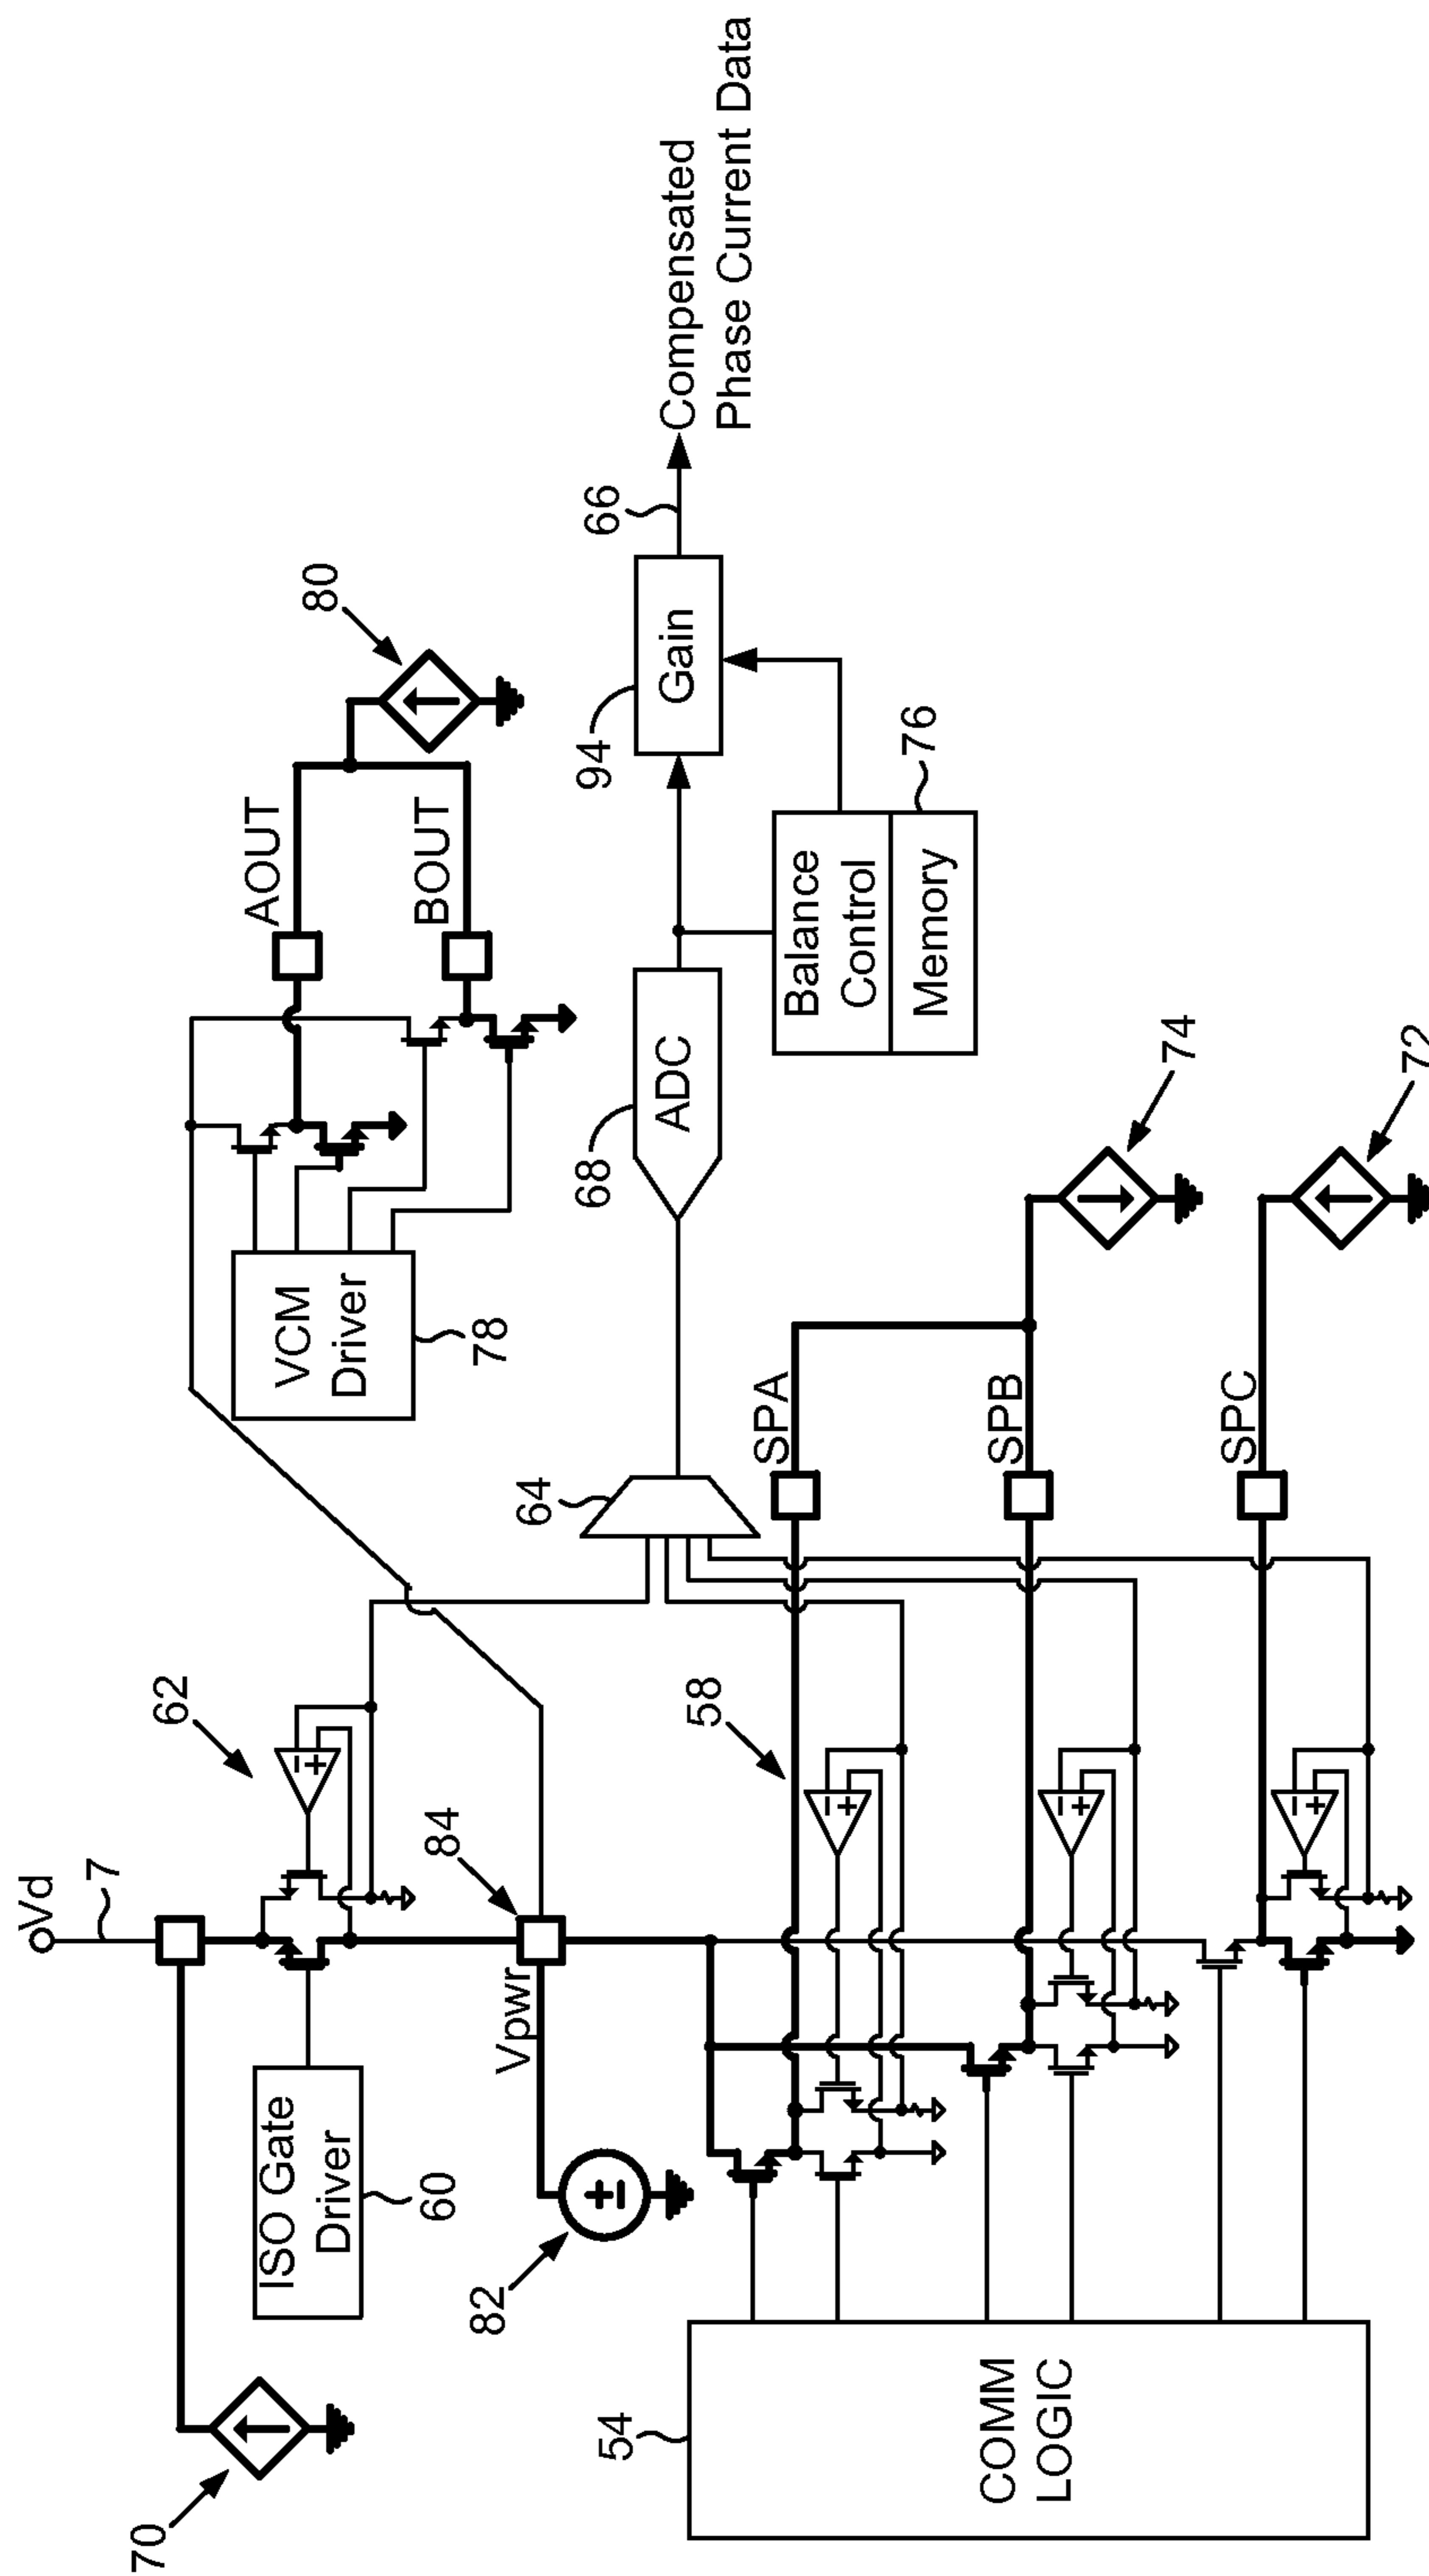 Vd
7
70
ISO Gate
Driver
60
62
VCM
Driver
78
AOUT
BOUT
80
Vpwr
84
82
64
68
ADC
94
Gain
66
Compensated
Phase Current Data
Balance
Control
Memory
76
58
SPA
SPB
SPC
74
72
54
COMM
LOGIC